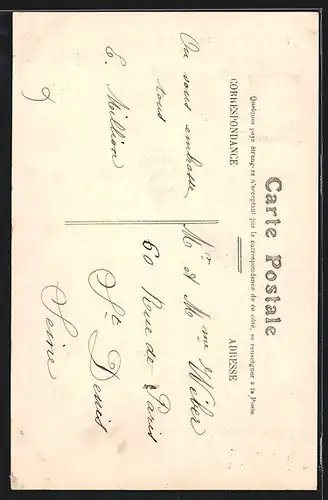 Carte Postale
Quelques pays étrangers n'acceptant pas la correspondance de ce côté, se renseigner à la Poste
CORRESPONDANCE
ADRESSE
On vous embrasse
tous
E. Million
Mr et Mme Weber
60 Rue de Paris
St Denis
Seine